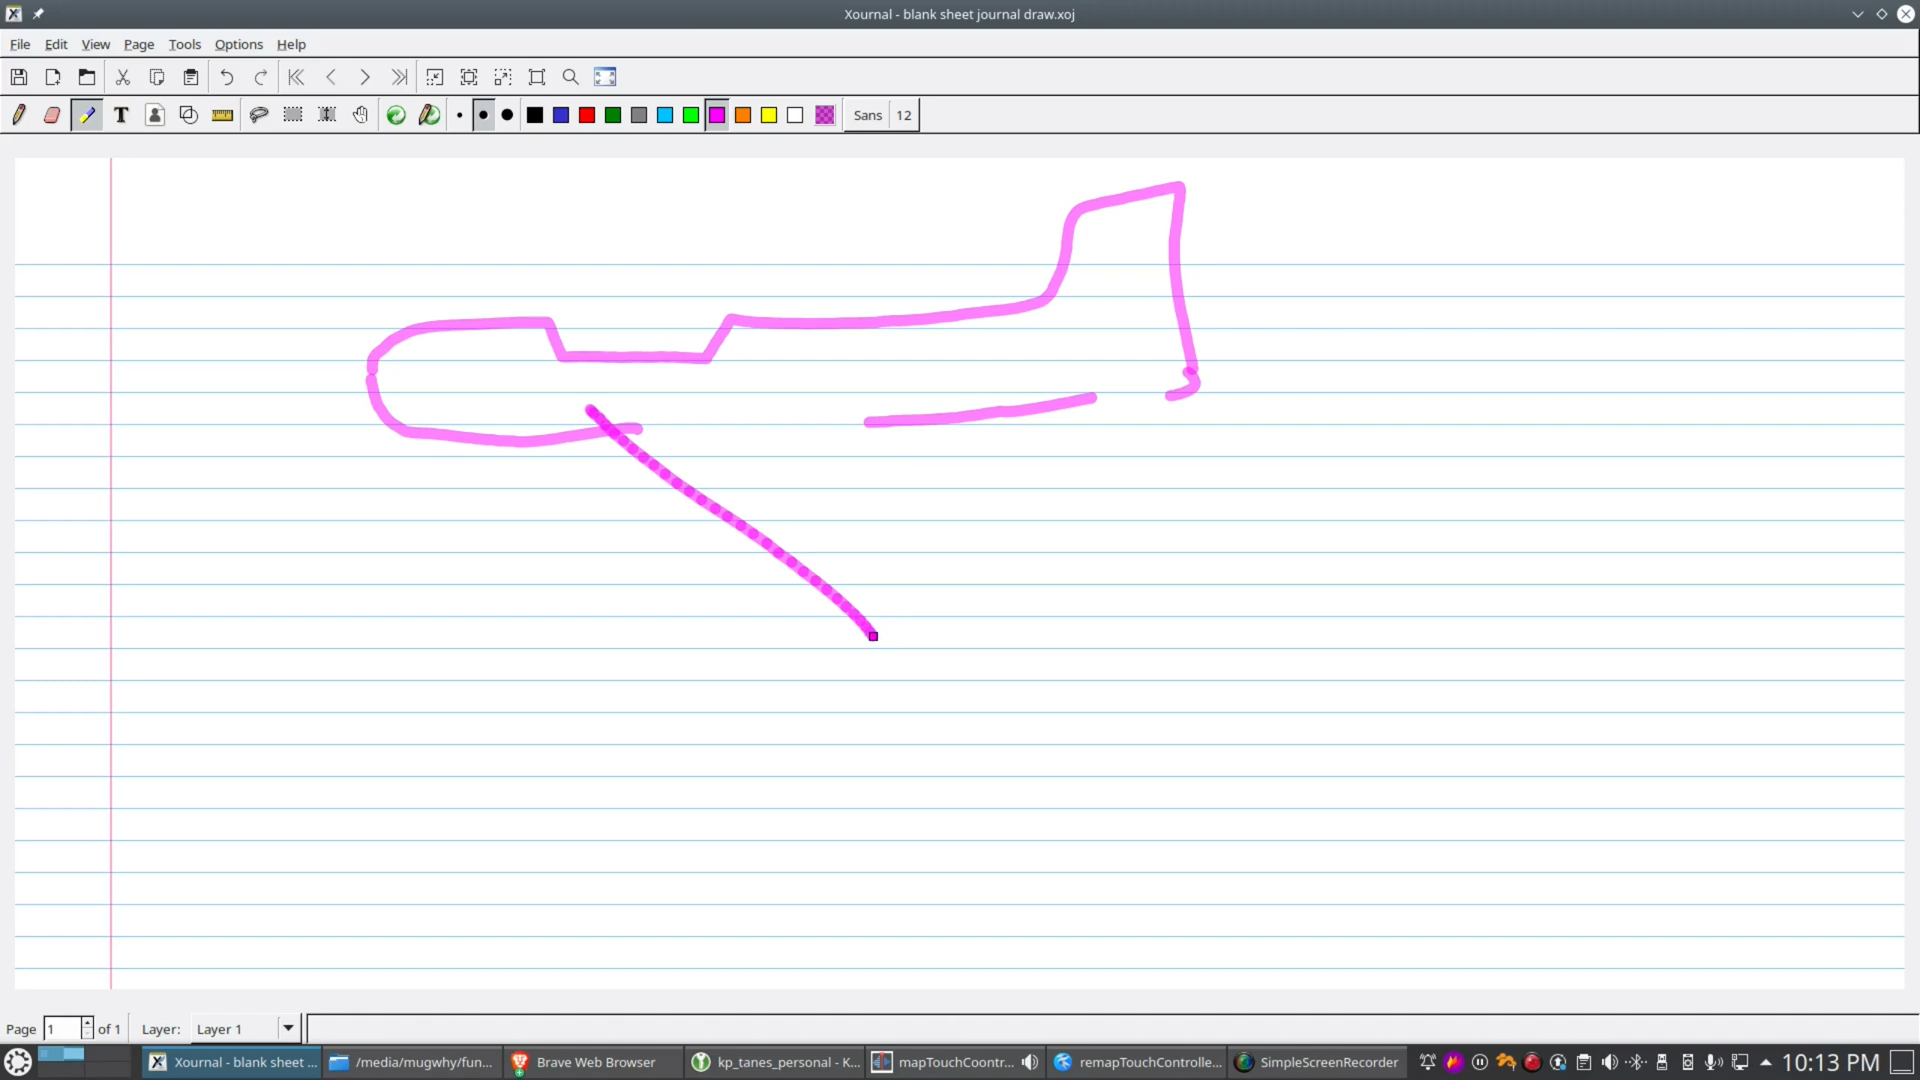 Xournal - blank sheet journal draw.xoj
File Edit View Page Tools Options Help
T Sans 12
Page 1 of 1 Layer: Layer 1
Xournal - blank sheet ... /media/mugwhy/fun... Brave Web Browser kp_tanes_personal - K... mapTouchCoontr... remapTouchControlle... SimpleScreenRecorder 10:13 PM